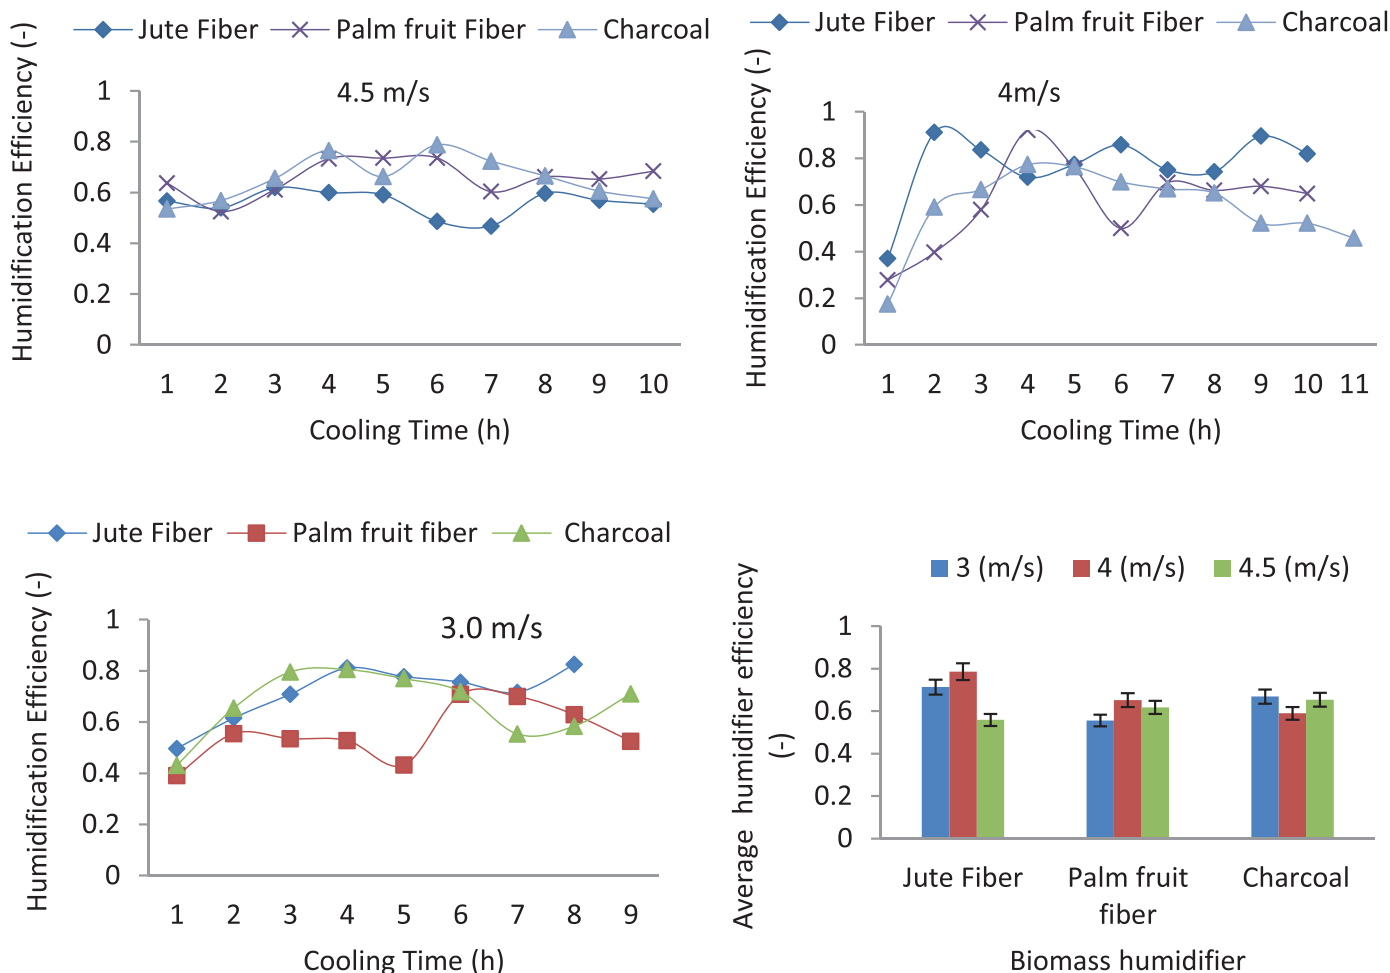 Jute Fiber Palm fruit Fiber Charcoal
4.5 m/s
Humidification Efficiency (-)
1
0.8
0.6
0.4
0.2
0
1 2 3 4 5 6 7 8 9 10
Cooling Time (h)
Jute Fiber Palm fruit Fiber Charcoal
4m/s
Humidification Efficiency (-)
1
0.8
0.6
0.4
0.2
0
1 2 3 4 5 6 7 8 9 10 11
Cooling Time (h)
Jute Fiber Palm fruit fiber Charcoal
3.0 m/s
Humidification Efficiency (-)
1
0.8
0.6
0.4
0.2
0
1 2 3 4 5 6 7 8 9
Cooling Time (h)
3 (m/s) 4 (m/s) 4.5 (m/s)
Average humidifier efficiency
(-)
1
0.8
0.6
0.4
0.2
0
Jute Fiber Palm fruit Charcoal
fiber
Biomass humidifier